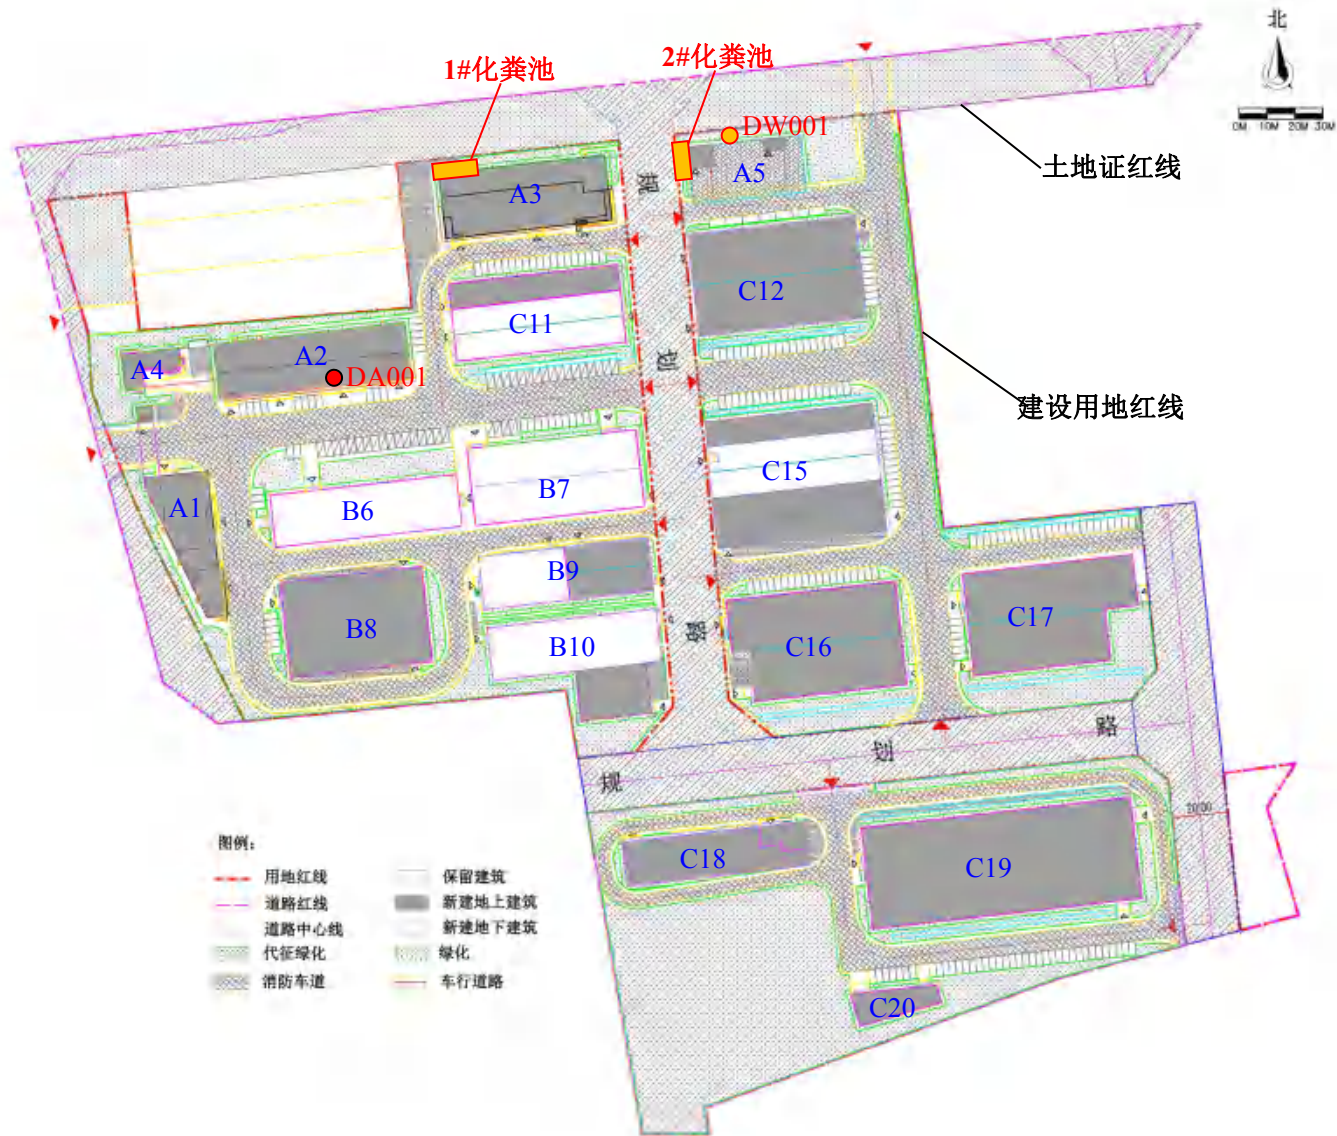 北
0M 10M 20M 30M
1#化粪池
2#化粪池
DW001
土地证红线
A3
A5
规
C12
C11
划
A4
A2
DA001
建设用地红线
C15
A1
B6
B7
B9
B8
B10
路
C16
C17
规
划
路
C18
C19
C20
图例:
用地红线
保留建筑
道路红线
新建地上建筑
道路中心线
新建地下建筑
代征绿化
绿化
消防车道
车行道路